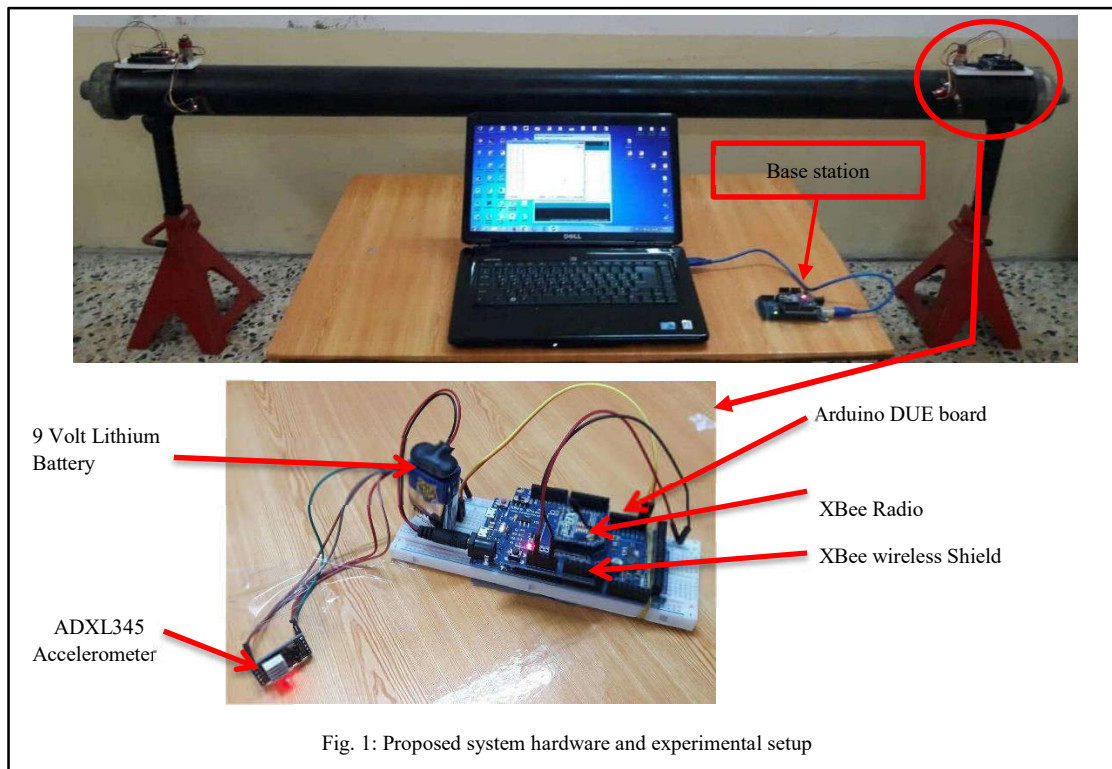 Base station
DELL
9 Volt Lithium
Battery
Arduino DUE board
XBee Radio
XBee wireless Shield
ADXL345
Accelerometer
Fig. 1: Proposed system hardware and experimental setup